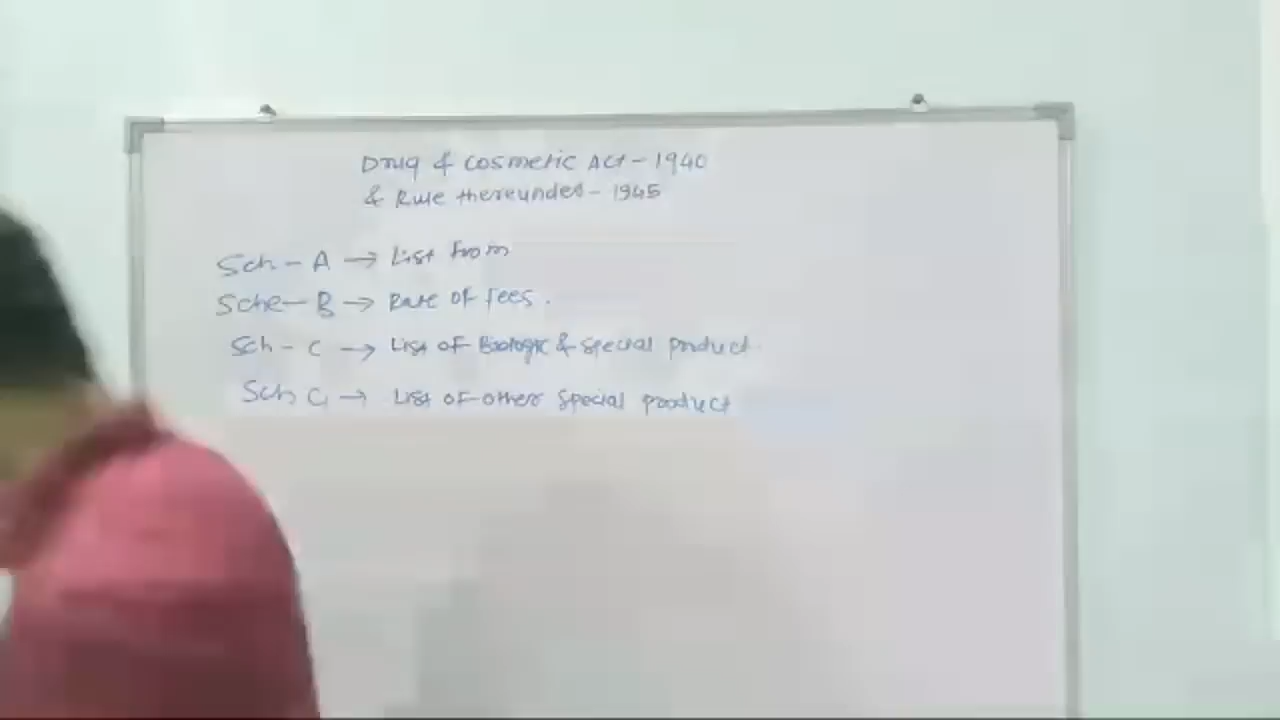 Drug & Cosmetic Act - 1940
& Rule thereunder - 1945
Sch - A → List from
Sche - B → Rate of Fees.
Sch - C → List of Biologic & special product
Sch C1 → List of other special product